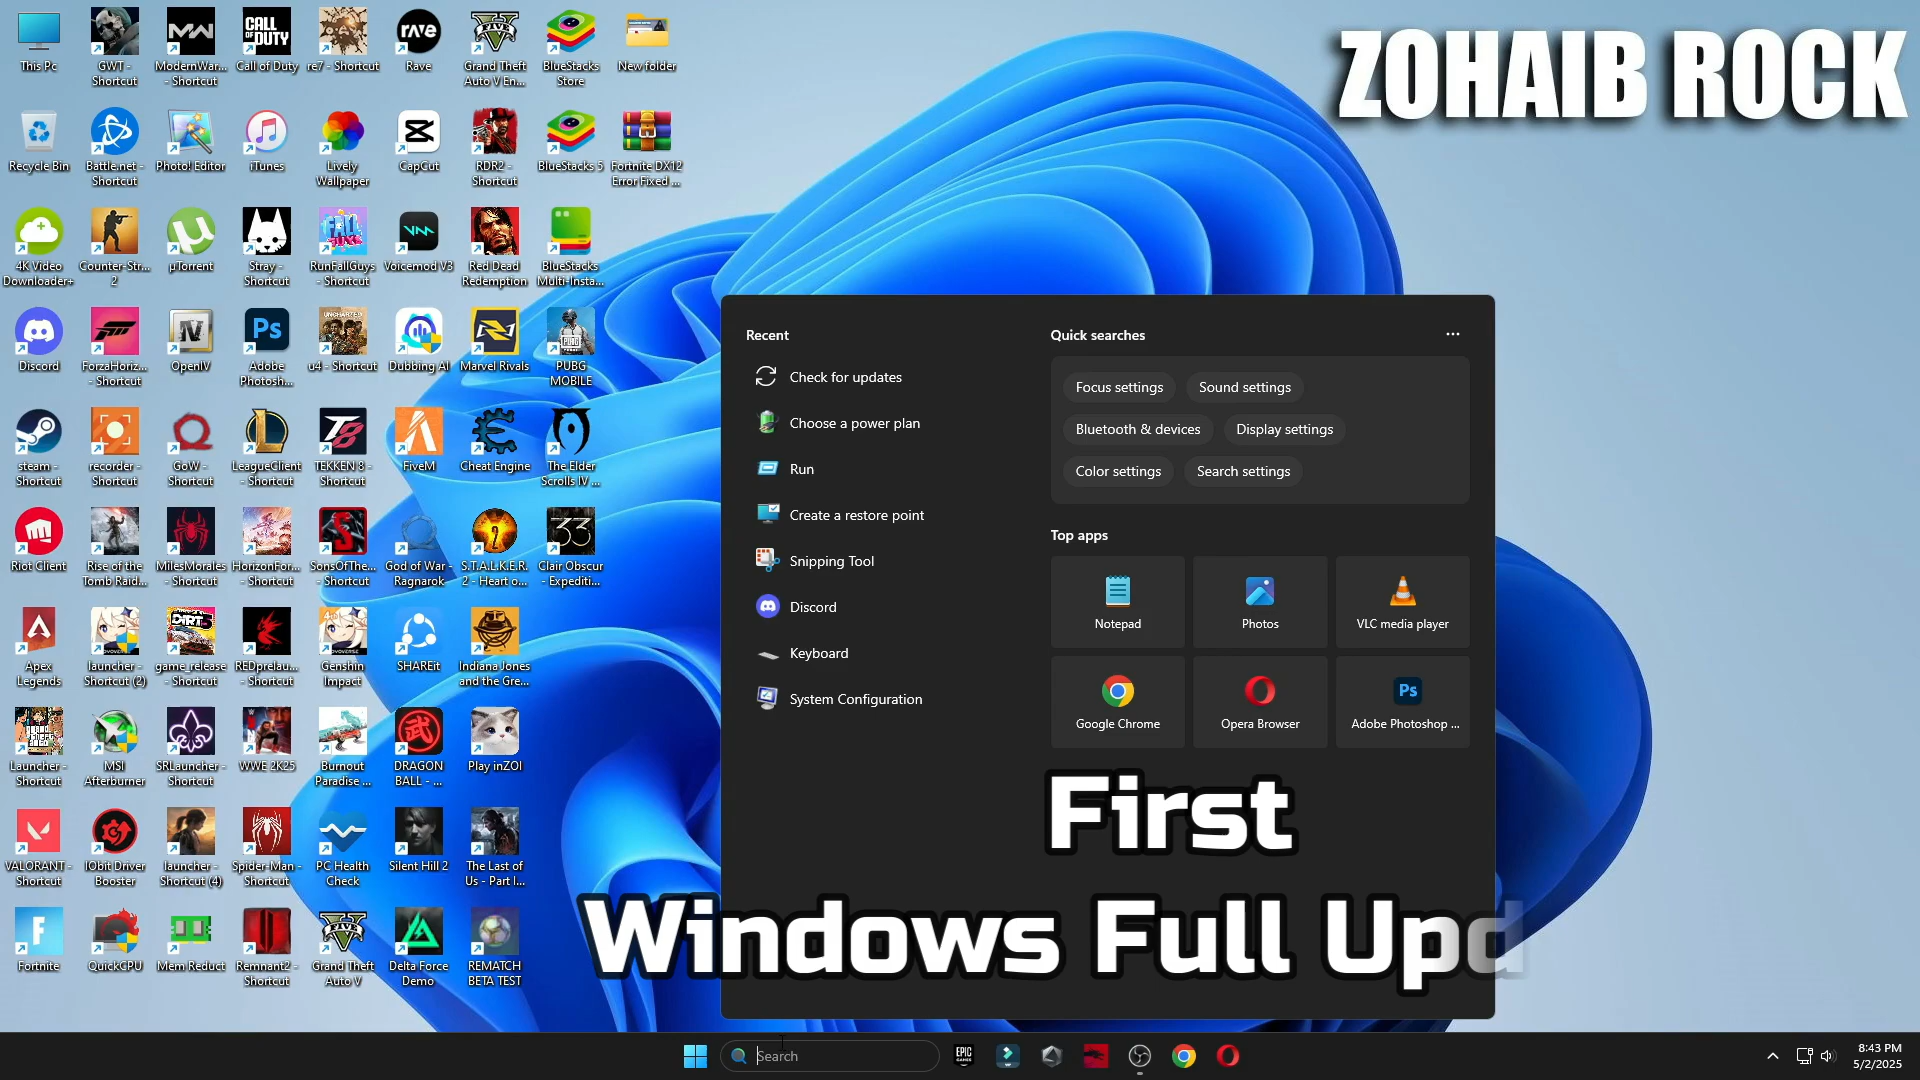 ZOHAIB ROCK
This Pc
GWT -
Shortcut
ModernWar...
- Shortcut
CALL OF DUTY
Call of Duty
re7 - Shortcut
rave
Rave
FIVE
Grand Theft
Auto V En...
BlueStacks
Store
New folder
Recycle Bin
Battle.net -
Shortcut
Photo! Editor
iTunes
Lively
Wallpaper
CapCut
RDR2 -
Shortcut
BlueStacks 5
Fortnite DX12
Error Fixed ...
4K Video
Downloader+
Counter-Str...
2
µTorrent
Stray -
Shortcut
RunFallGuys
- Shortcut
Voicemod V3
Red Dead
Redemption
BlueStacks
Multi-Insta...
Discord
ForzaHoriz...
- Shortcut
OpenIV
Ps
Adobe
Photosh...
u4 - Shortcut
Dubbing AI
Marvel Rivals
PUBG
MOBILE
steam -
Shortcut
recorder -
Shortcut
GoW -
Shortcut
LeagueClient
- Shortcut
TEKKEN 8 -
Shortcut
FiveM
Cheat Engine
The Elder
Scrolls IV ...
Riot Client
Rise of the
Tomb Raid...
MilesMorales
- Shortcut
HorizonFor...
- Shortcut
SonsOfThe...
- Shortcut
God of War -
Ragnarok
S.T.A.L.K.E.R.
2 - Heart o...
33
Clair Obscur
- Expediti...
Apex
Legends
launcher -
Shortcut (2)
game_release
- Shortcut
REDprelau...
- Shortcut
Genshin
Impact
SHAREit
Indiana Jones
and the Gre...
Launcher -
Shortcut
MSI
Afterburner
SRLauncher -
Shortcut
WWE 2K25
Burnout
Paradise ...
DRAGON
BALL - ...
Play inZOI
VALORANT -
Shortcut
IObit Driver
Booster
launcher -
Shortcut (4)
Spider-Man -
Shortcut
PC Health
Check
Silent Hill 2
The Last of
Us - Part I...
Fortnite
QuickCPU
Mem Reduct
Remnant2 -
Shortcut
FIVE
Grand Theft
Auto V
Delta Force
Demo
REMATCH
BETA TEST
Recent
Check for updates
Choose a power plan
Run
Create a restore point
Snipping Tool
Discord
Keyboard
System Configuration
Quick searches
Focus settings
Sound settings
Bluetooth & devices
Display settings
Color settings
Search settings
Top apps
Notepad
Photos
VLC media player
Google Chrome
Opera Browser
Ps
Adobe Photoshop ...
First
Windows Full Upd
Search
EPIC GAMES
8:43 PM
5/2/2025